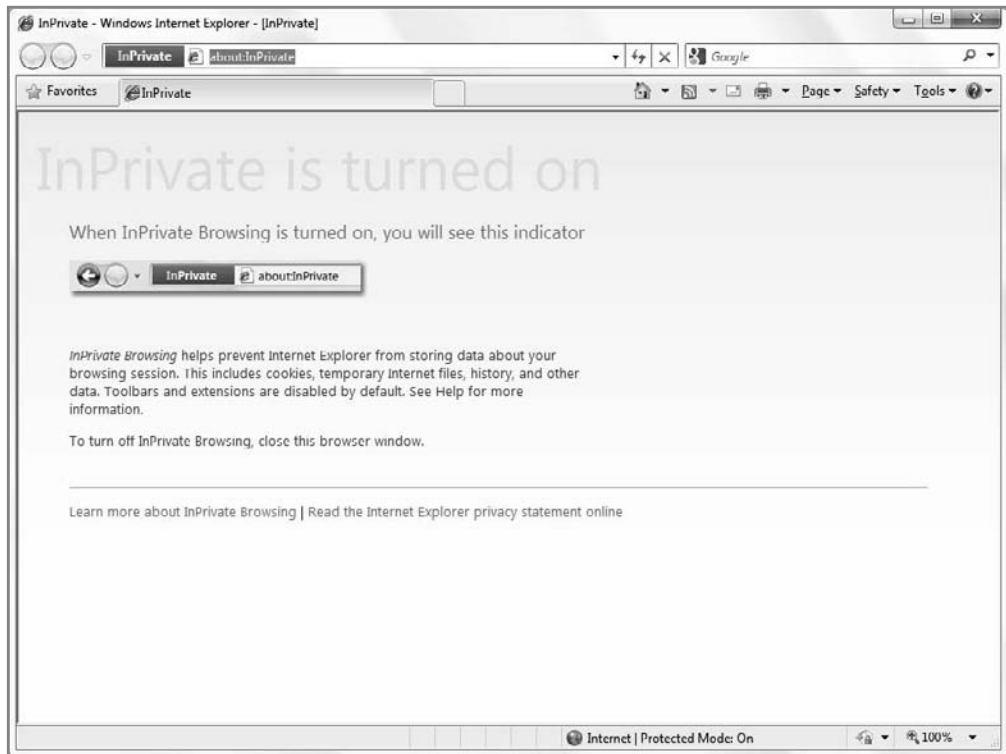 InPrivate - Windows Internet Explorer - [InPrivate]
InPrivate about:InPrivate Google
Favorites InPrivate Page Safety Tools
InPrivate is turned on
When InPrivate Browsing is turned on, you will see this indicator
InPrivate about:InPrivate
InPrivate Browsing helps prevent Internet Explorer from storing data about your
browsing session. This includes cookies, temporary Internet files, history, and other
data. Toolbars and extensions are disabled by default. See Help for more
information.
To turn off InPrivate Browsing, close this browser window.
Learn more about InPrivate Browsing | Read the Internet Explorer privacy statement online
Internet | Protected Mode: On 100%